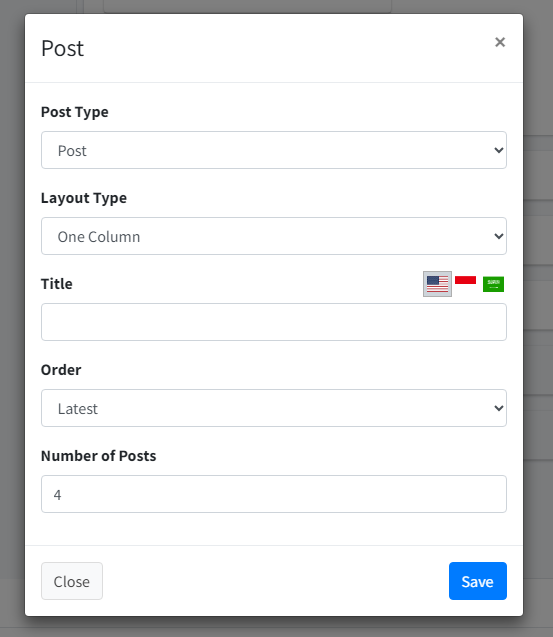 Post
×
Post Type
Post
Layout Type
One Column
Title
Order
Latest
Number of Posts
4
Close
Save